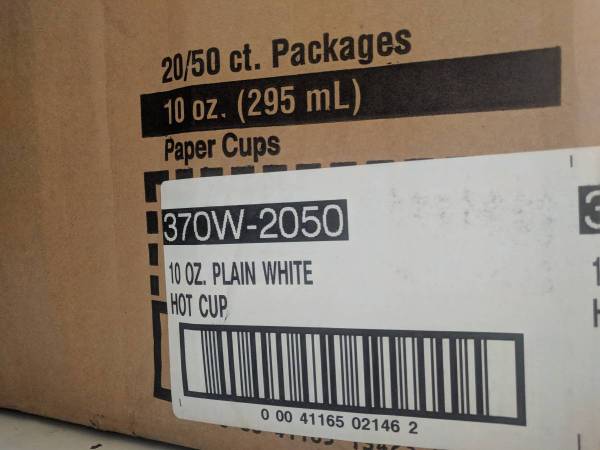 20/50 ct. Packages
10 oz. (295 mL)
Paper Cups
370W-2050
10 OZ. PLAIN WHITE
HOT CUP
0 00 41165 02146 2